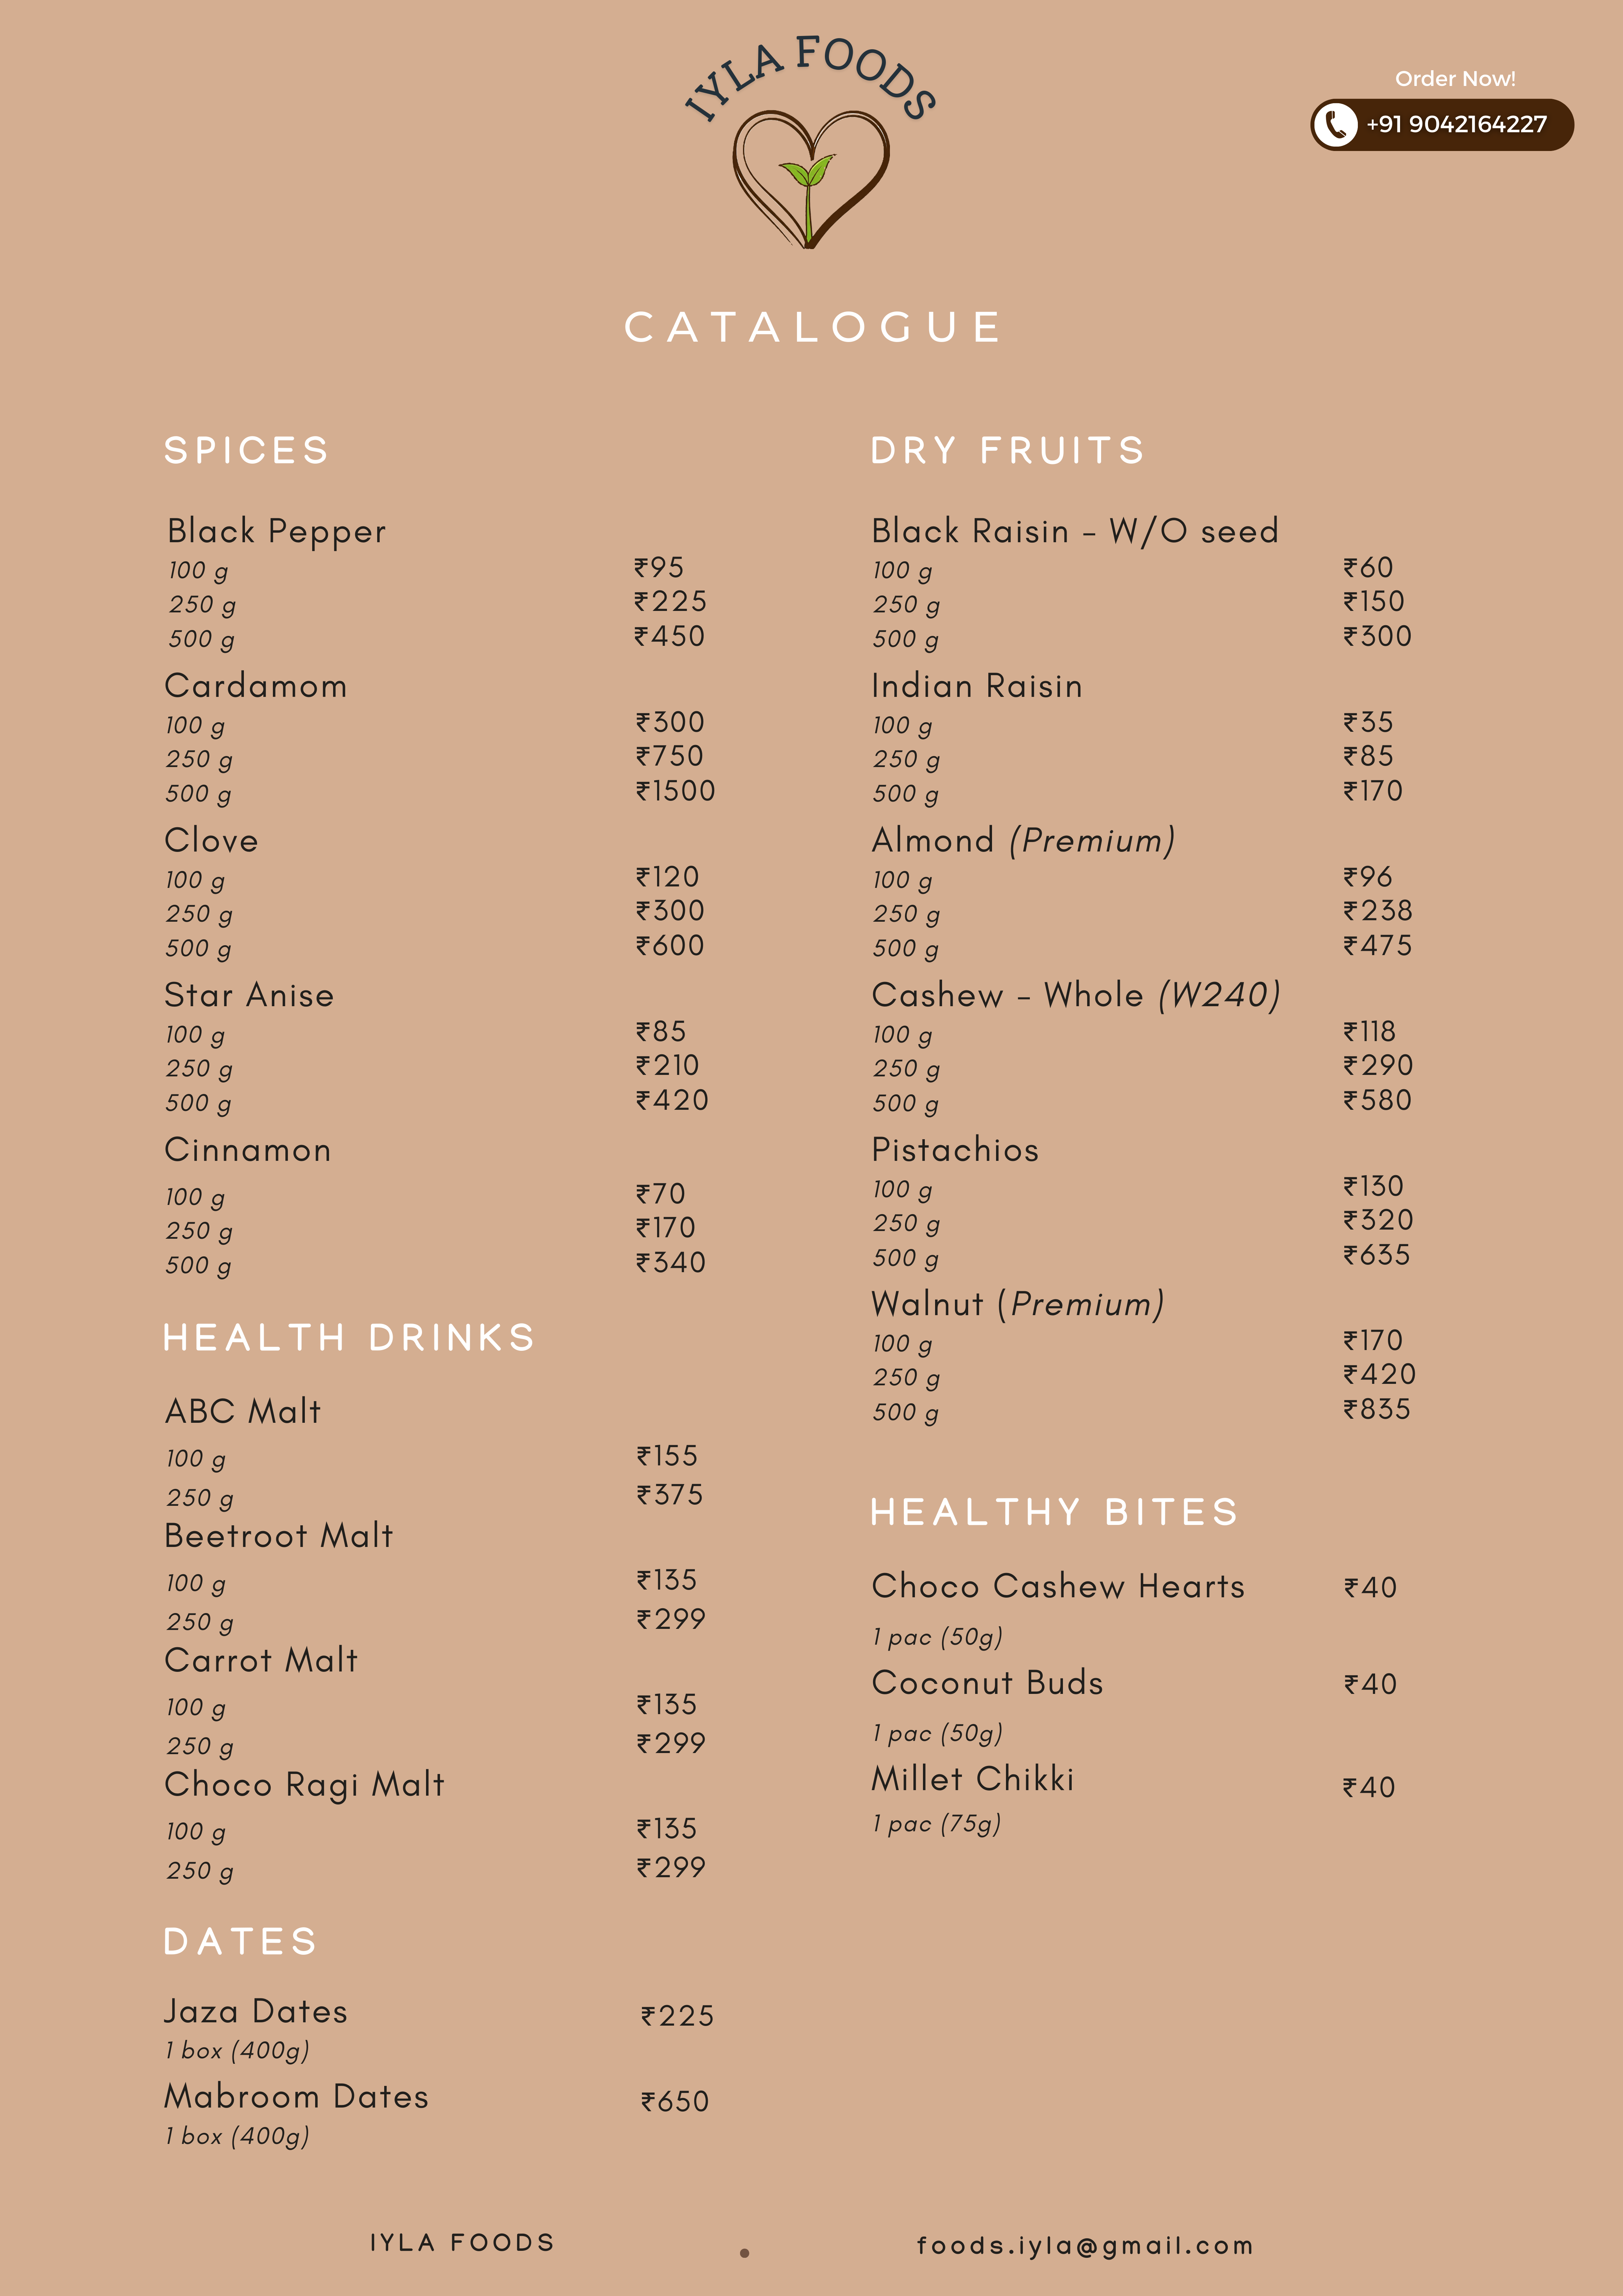 IYLA FOODS
Order Now!
+91 9042164227
CATALOGUE
SPICES
Black Pepper
100 g ₹95
250 g ₹225
500 g ₹450
Cardamom
100 g ₹300
250 g ₹750
500 g ₹1500
Clove
100 g ₹120
250 g ₹300
500 g ₹600
Star Anise
100 g ₹85
250 g ₹210
500 g ₹420
Cinnamon
100 g ₹70
250 g ₹170
500 g ₹340
HEALTH DRINKS
ABC Malt
100 g ₹155
250 g ₹375
Beetroot Malt
100 g ₹135
250 g ₹299
Carrot Malt
100 g ₹135
250 g ₹299
Choco Ragi Malt
100 g ₹135
250 g ₹299
DATES
Jaza Dates ₹225
1 box (400g)
Mabroom Dates ₹650
1 box (400g)
DRY FRUITS
Black Raisin - W/O seed
100 g ₹60
250 g ₹150
500 g ₹300
Indian Raisin
100 g ₹35
250 g ₹85
500 g ₹170
Almond (Premium)
100 g ₹96
250 g ₹238
500 g ₹475
Cashew - Whole (W240)
100 g ₹118
250 g ₹290
500 g ₹580
Pistachios
100 g ₹130
250 g ₹320
500 g ₹635
Walnut (Premium)
100 g ₹170
250 g ₹420
500 g ₹835
HEALTHY BITES
Choco Cashew Hearts ₹40
1 pac (50g)
Coconut Buds ₹40
1 pac (50g)
Millet Chikki ₹40
1 pac (75g)
IYLA FOODS • foods.iyla@gmail.com